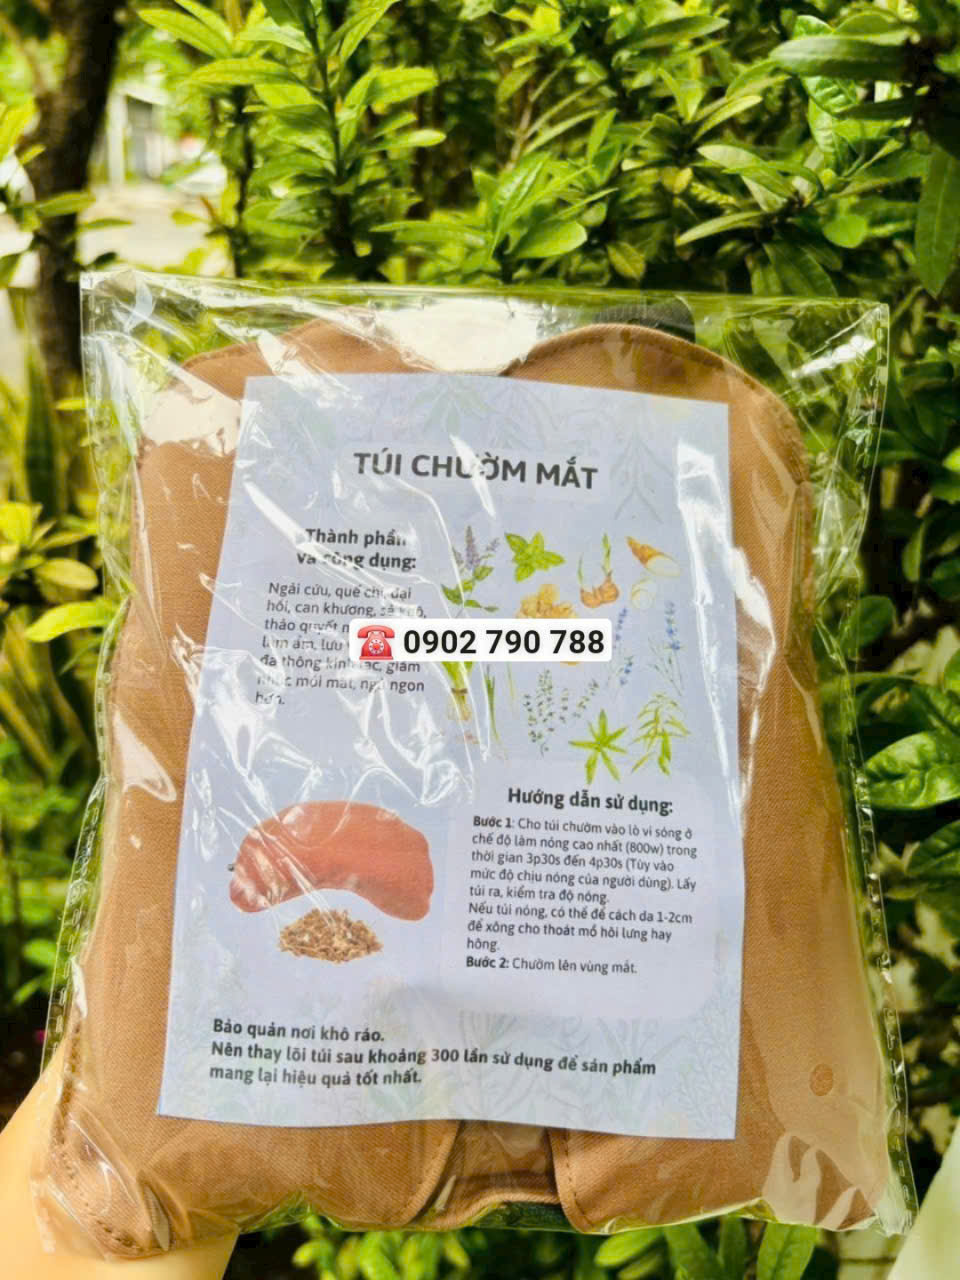 TÚI CHƯỜM MẮT
Thành phần
và công dụng:
Ngải cứu, quế chi, đại
hồi, can khương, sả khô,
thảo quyết
làm ấm, lưu
đả thông kinh lạc, giảm
nhức mỏi mắt, ngủ ngon
hơn.
☎ 0902 790 788
Hướng dẫn sử dụng:
Bước 1: Cho túi chườm vào lò vi sóng ở
chế độ làm nóng cao nhất (800w) trong
thời gian 3p30s đến 4p30s (Tùy vào
mức độ chịu nóng của người dùng). Lấy
túi ra, kiểm tra độ nóng.
Nếu túi nóng, có thể để cách da 1-2cm
để xông cho thoát mồ hôi lưng hay
hông.
Bước 2: Chườm lên vùng mắt.
Bảo quản nơi khô ráo.
Nên thay lõi túi sau khoảng 300 lần sử dụng để sản phẩm
mang lại hiệu quả tốt nhất.